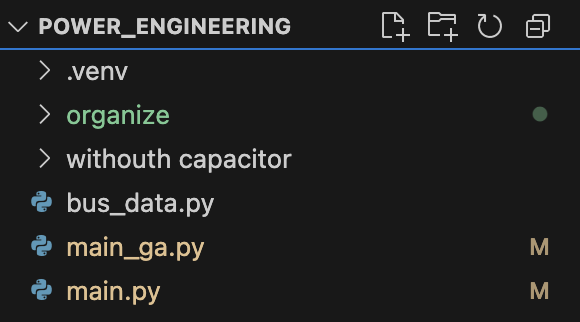 POWER_ENGINEERING
.venv
organize
withouth capacitor
bus_data.py
main_ga.py M
main.py M